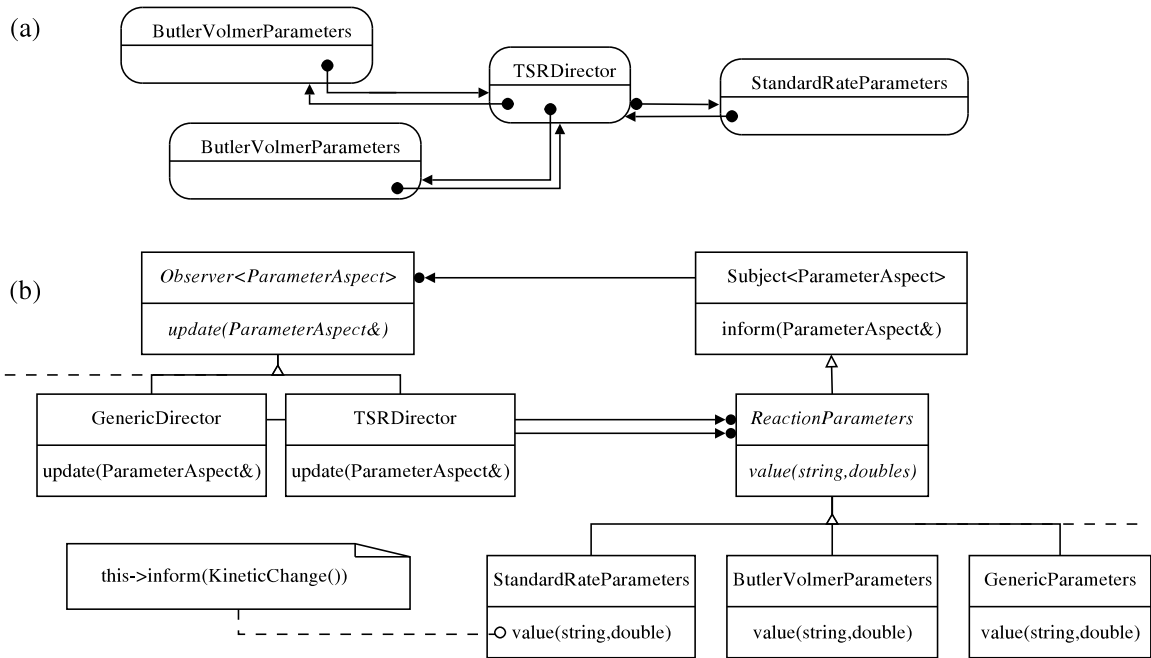 (a)
ButlerVolmerParameters
TSRDirector
StandardRateParameters
ButlerVolmerParameters
(b)
Observer<ParameterAspect>
update(ParameterAspect&)
Subject<ParameterAspect>
inform(ParameterAspect&)
GenericDirector
update(ParameterAspect&)
TSRDirector
update(ParameterAspect&)
ReactionParameters
value(string,doubles)
this->inform(KineticChange())
StandardRateParameters
value(string,double)
ButlerVolmerParameters
value(string,double)
GenericParameters
value(string,double)